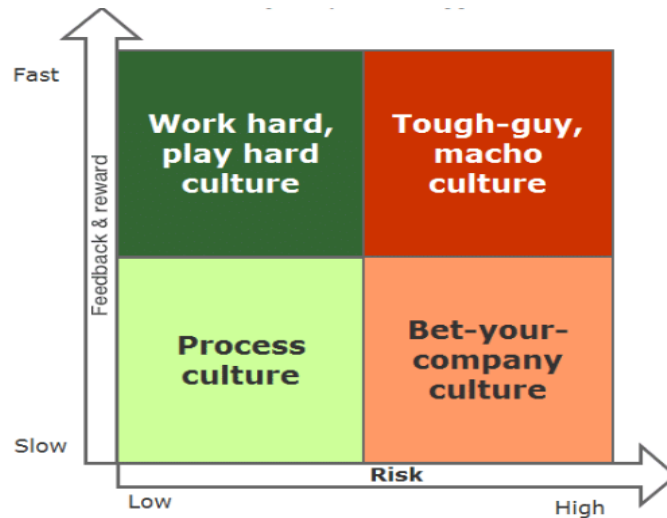 Fast
Work hard,
play hard
culture
Tough-guy,
macho
culture
Feedback & reward
Process
culture
Bet-your-
company
culture
Slow
Risk
Low
High